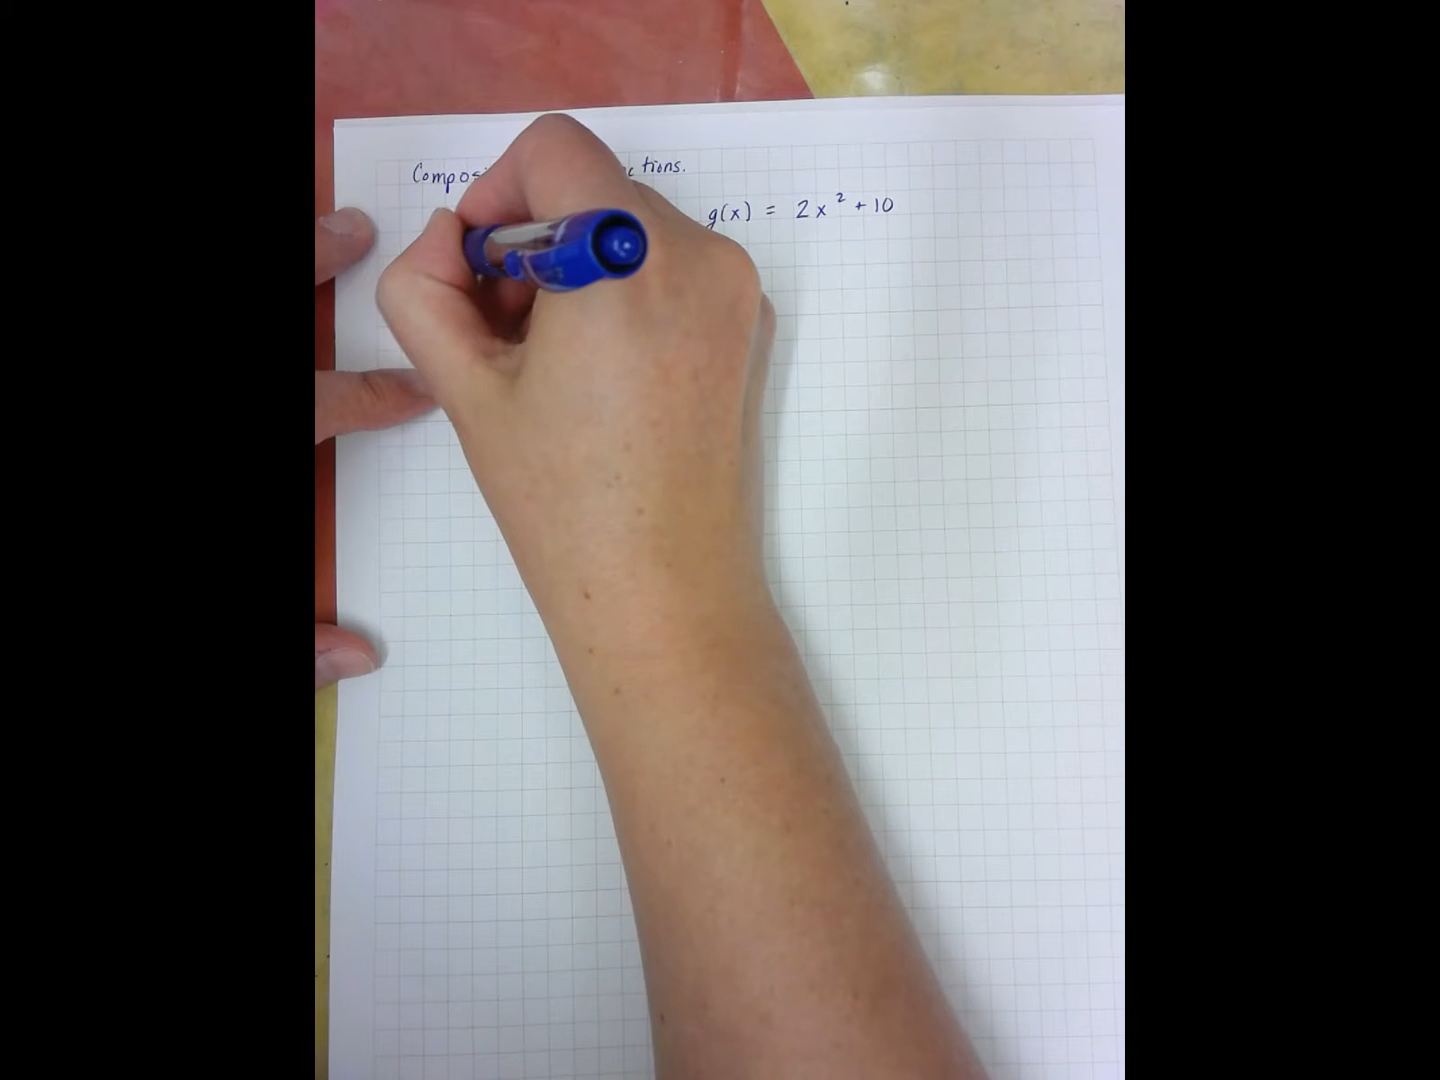 Compos ctions.
g(x) = 2x² + 10